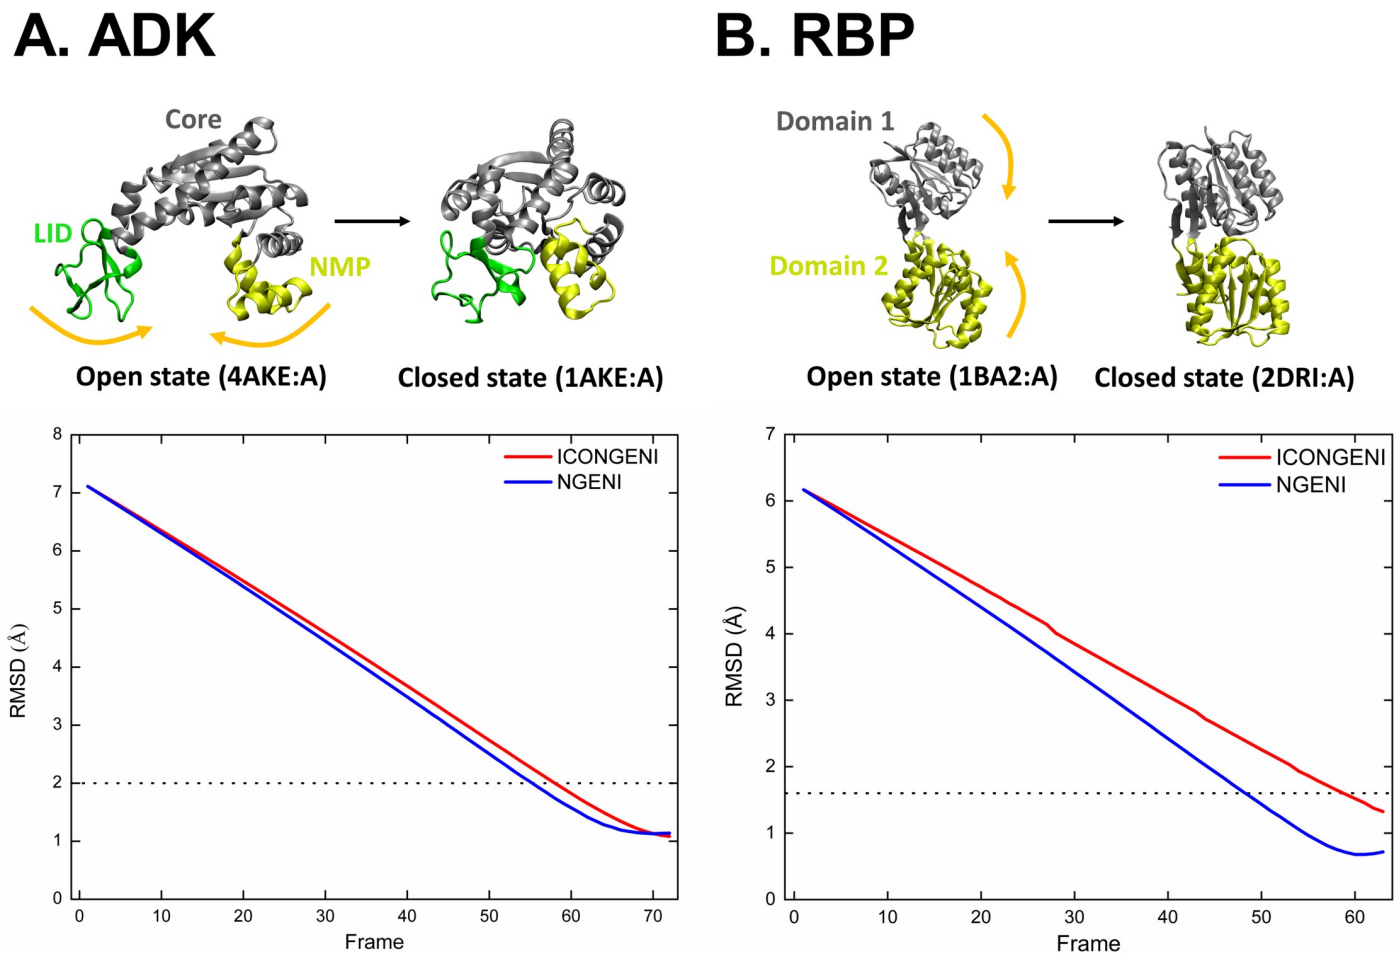 A. ADK
Core
LID
NMP
Open state (4AKE:A)
Closed state (1AKE:A)
8
7
6
5
4
3
2
1
0
RMSD (Å)
ICONGENI
NGENI
0 10 20 30 40 50 60 70
Frame
B. RBP
Domain 1
Domain 2
Open state (1BA2:A)
Closed state (2DRI:A)
7
6
5
4
3
2
1
0
RMSD (Å)
ICONGENI
NGENI
0 10 20 30 40 50 60
Frame